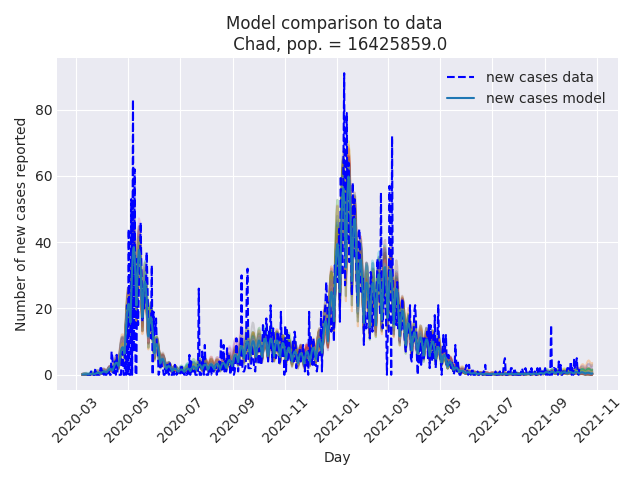 Model comparison to data
Chad, pop. = 16425859.0
new cases data
new cases model
Number of new cases reported
80
60
40
20
0
2020-03
2020-05
2020-07
2020-09
2020-11
2021-01
2021-03
2021-05
2021-07
2021-09
2021-11
Day